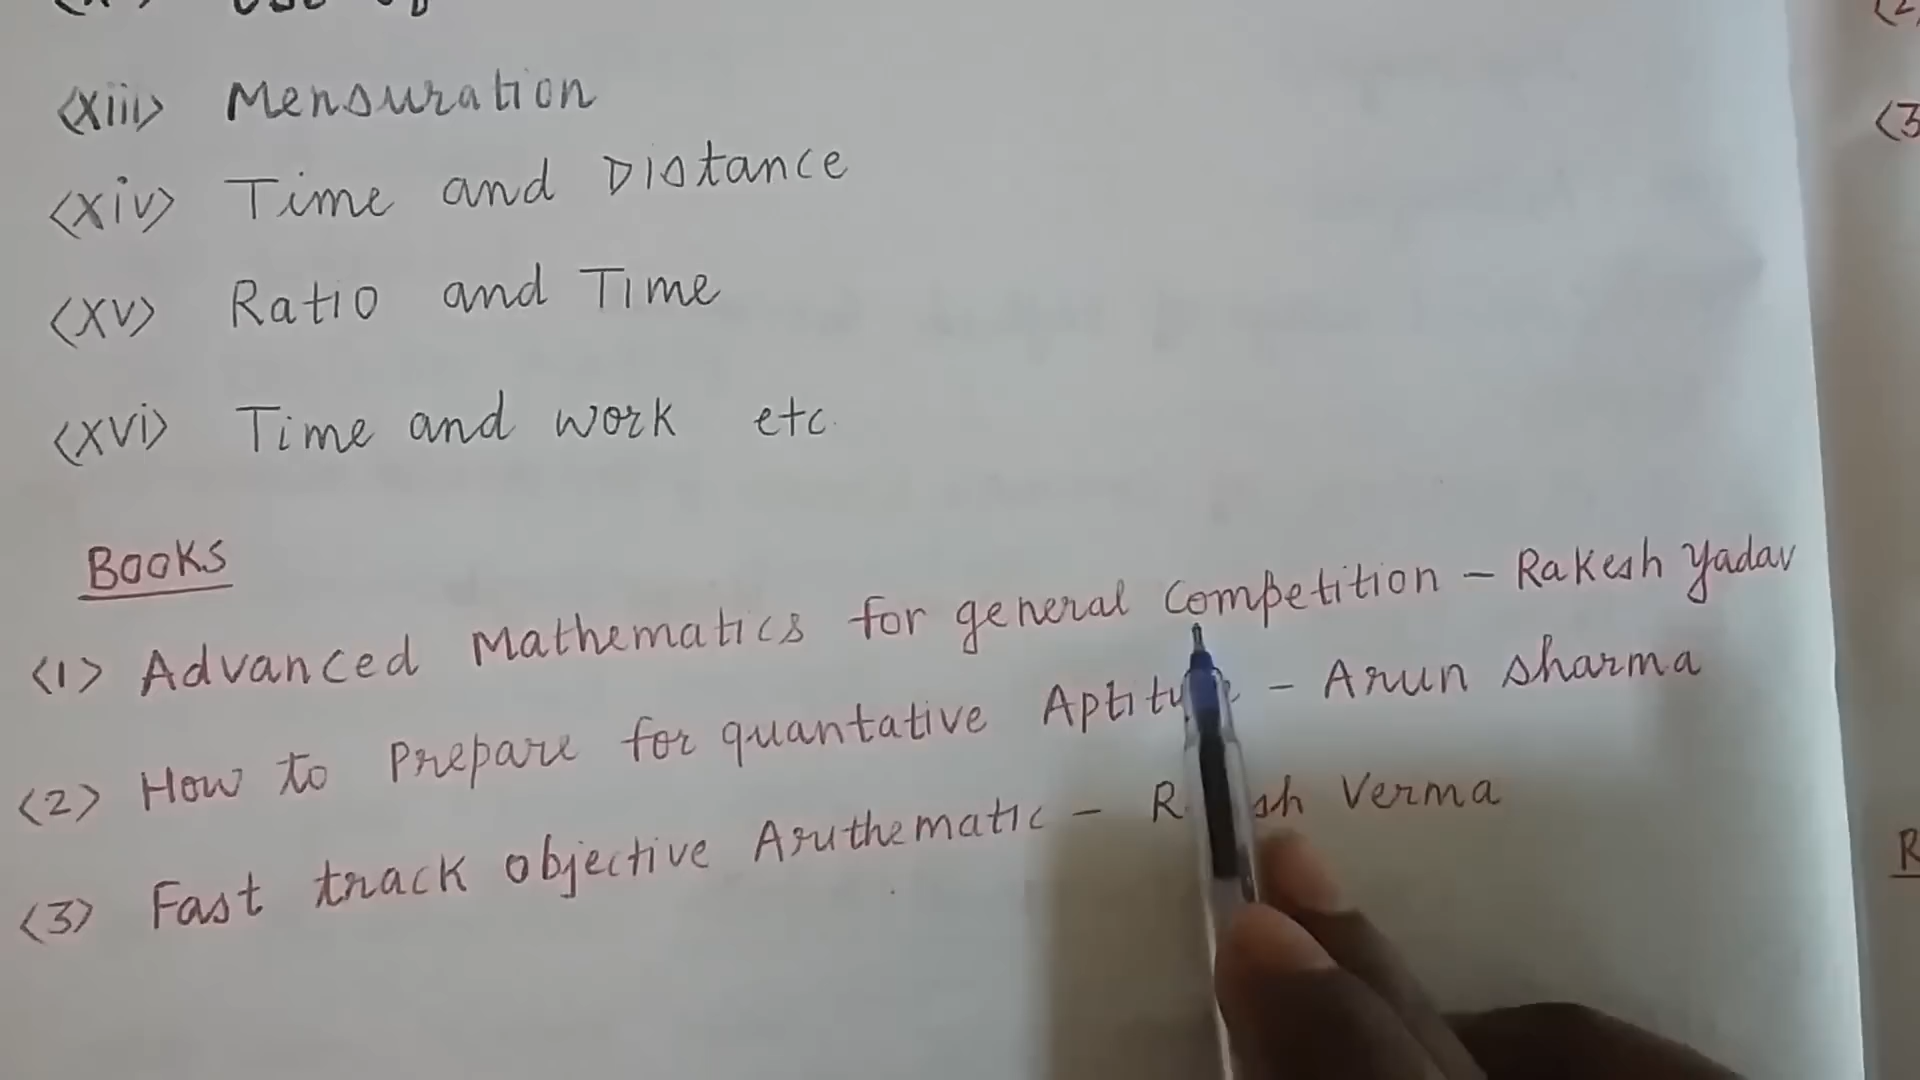 <xiii> Mensuration
<xiv> Time and Distance
<xv> Ratio and Time
<xvi> Time and work etc.
Books
<1> Advanced Mathematics for general competition - Rakesh Yadav
<2> How to Prepare for quantative - Arun Sharma
<3> Fast track objective Aruthematic - Verma